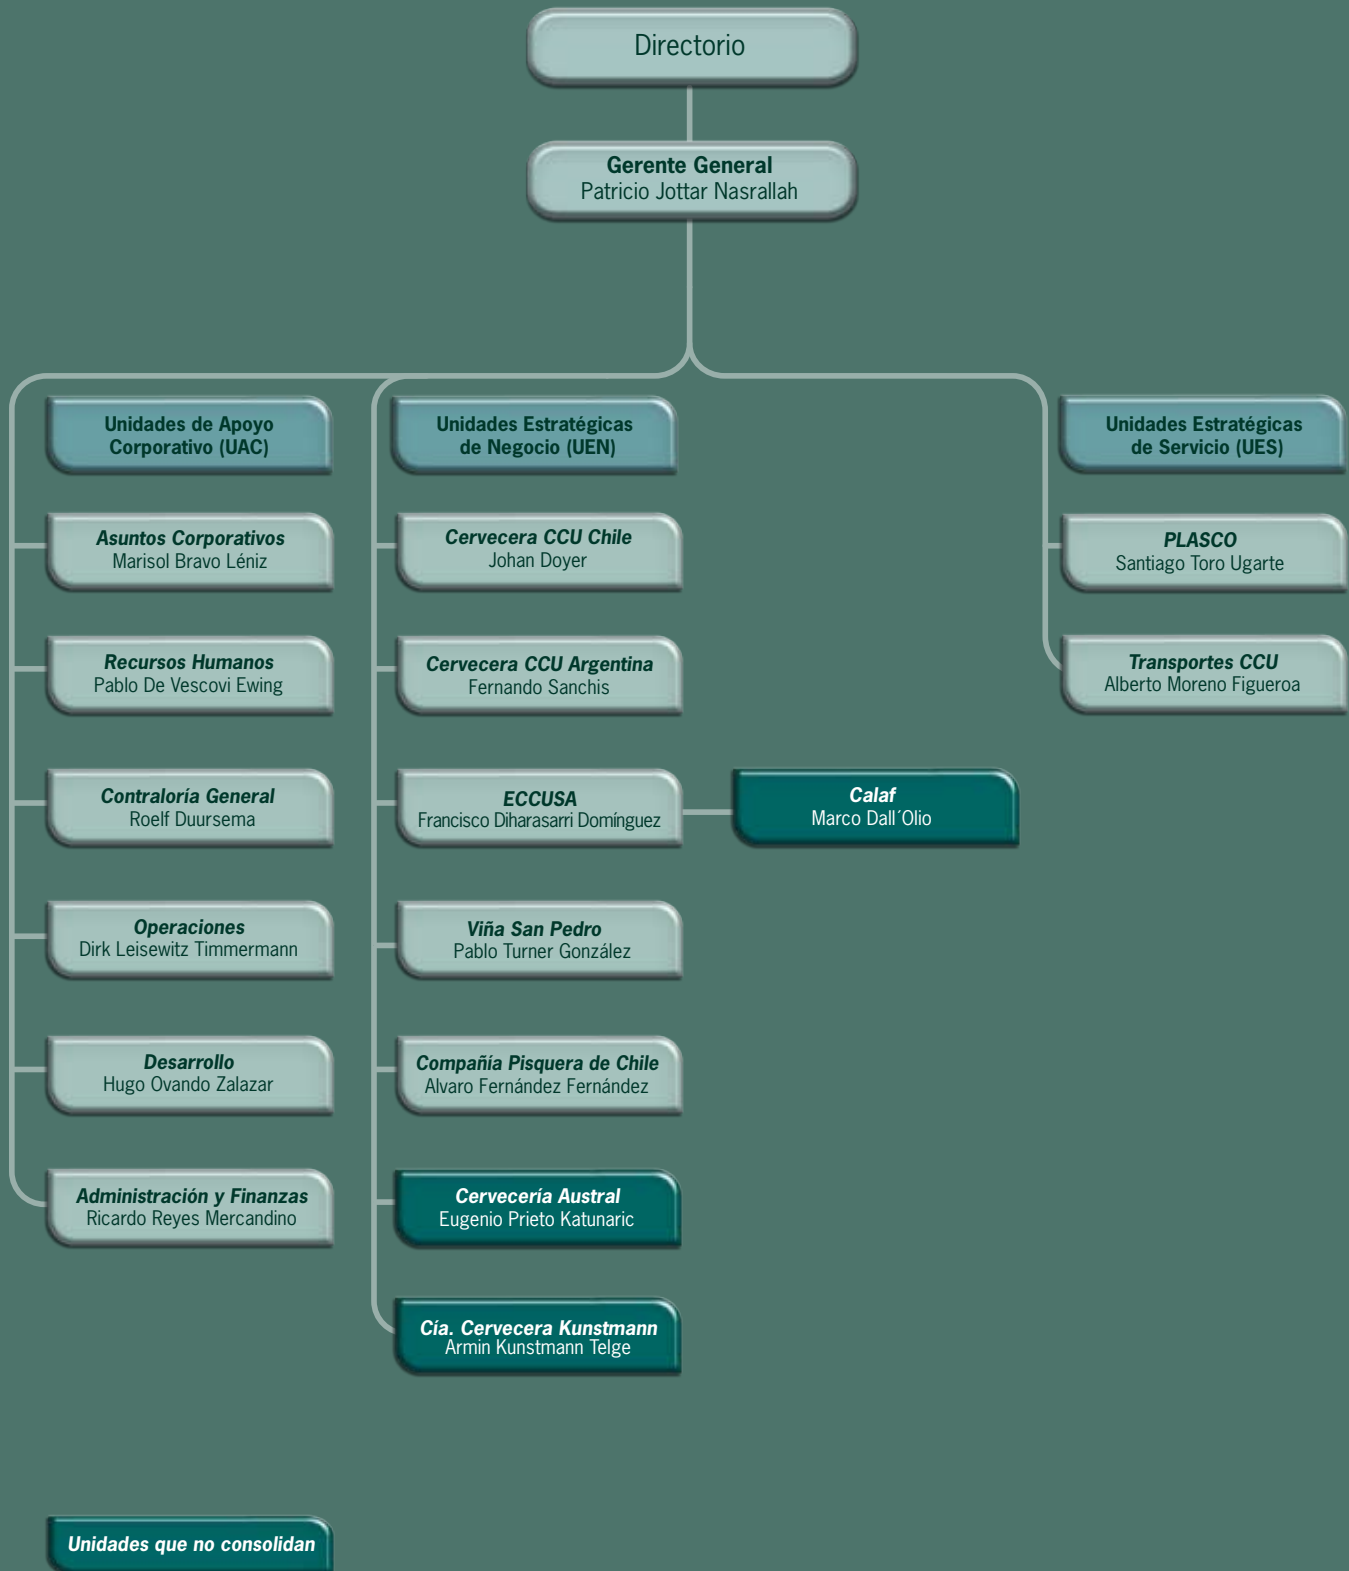 Directorio
Gerente General
Patricio Jottar Nasrallah
Unidades de Apoyo
Corporativo (UAC)
Asuntos Corporativos
Marisol Bravo Léniz
Recursos Humanos
Pablo De Vescovi Ewing
Contraloría General
Roelf Duursema
Operaciones
Dirk Leisewitz Timmermann
Desarrollo
Hugo Ovando Zalazar
Administración y Finanzas
Ricardo Reyes Mercandino
Unidades Estratégicas
de Negocio (UEN)
Cervecera CCU Chile
Johan Doyer
Cervecera CCU Argentina
Fernando Sanchis
ECCUSA
Francisco Diharasarri Domínguez
Calaf
Marco Dall´Olio
Viña San Pedro
Pablo Turner González
Compañía Pisquera de Chile
Alvaro Fernández Fernández
Cervecería Austral
Eugenio Prieto Katunaric
Cía. Cervecera Kunstmann
Armin Kunstmann Telge
Unidades Estratégicas
de Servicio (UES)
PLASCO
Santiago Toro Ugarte
Transportes CCU
Alberto Moreno Figueroa
Unidades que no consolidan